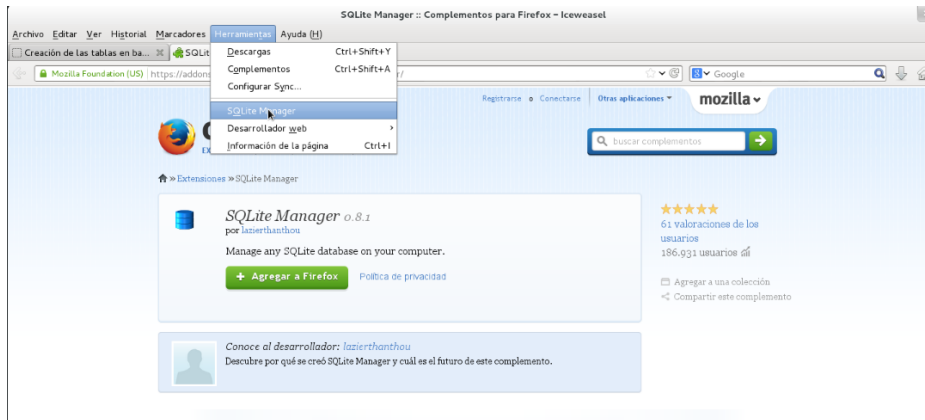 SQLite Manager :: Complementos para Firefox - Iceweasel
Archivo Editar Ver Historial Marcadores Herramientas Ayuda (H)
Creación de las tablas en ba... SQLit
Descargas Ctrl+Shift+Y
Complementos Ctrl+Shift+A
Configurar Sync...
SQLite Manager
Desarrollador web
Información de la página Ctrl+I
Mozilla Foundation (US) https://addons r/ Google
Registrarse o Conectarse Otras aplicaciones mozilla
EX
buscar complementos
» Extensiones » SQLite Manager
SQLite Manager 0.8.1
por lazierthanthou
Manage any SQLite database on your computer.
+ Agregar a Firefox Política de privacidad
61 valoraciones de los
usuarios
186.931 usuarios
Agregar a una colección
Compartir este complemento
Conoce al desarrollador: lazierthanthou
Descubre por qué se creó SQLite Manager y cuál es el futuro de este complemento.